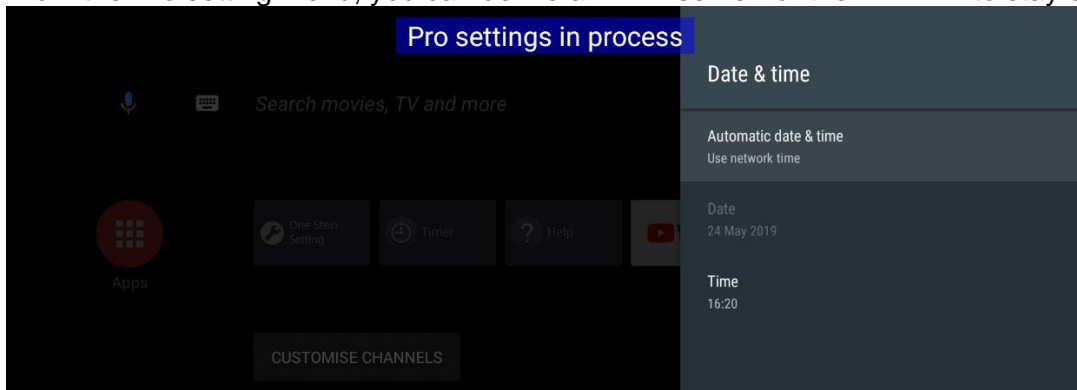 Pro settings in process
Date & time
Search movies, TV and more
Automatic date & time
Use network time
Date
24 May 2019
One Step
Setting
Timer
Help
Apps
Time
16:20
CUSTOMISE CHANNELS